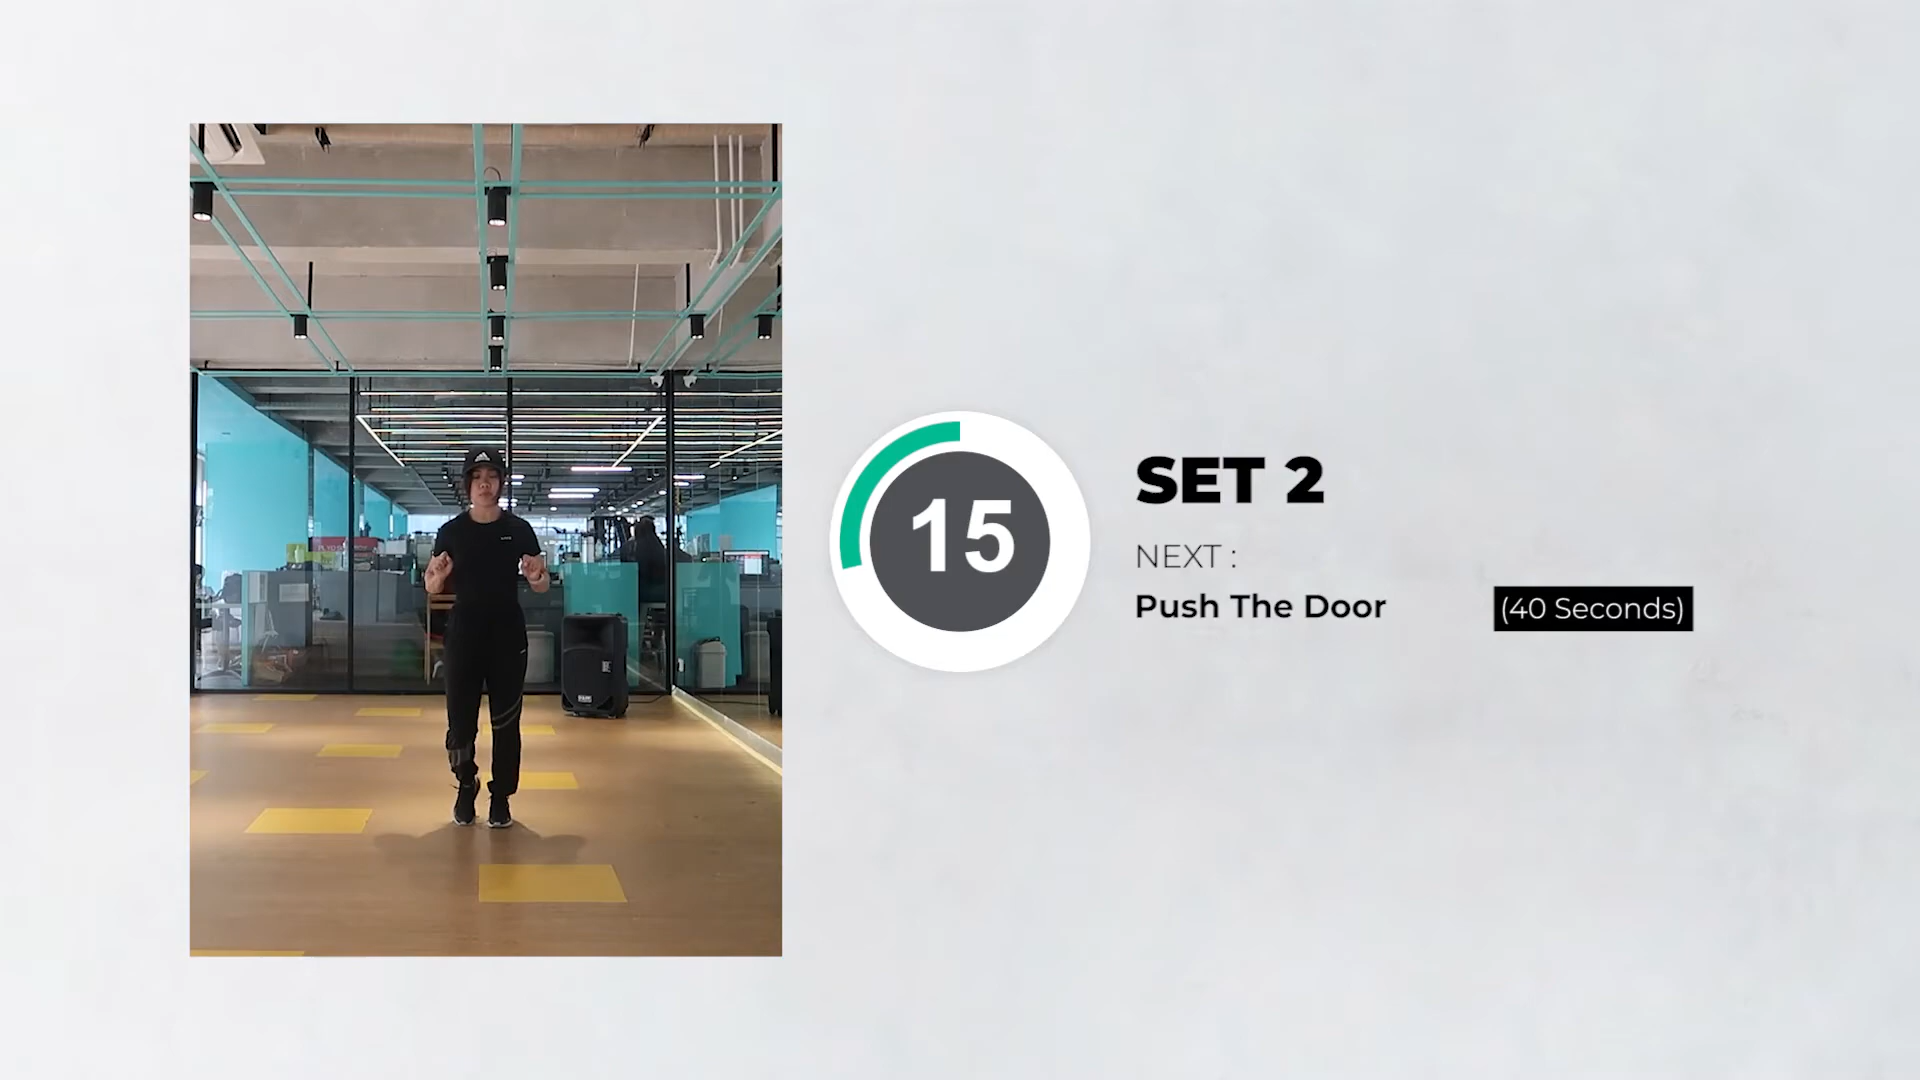 15
SET 2
NEXT :
Push The Door
(40 Seconds)